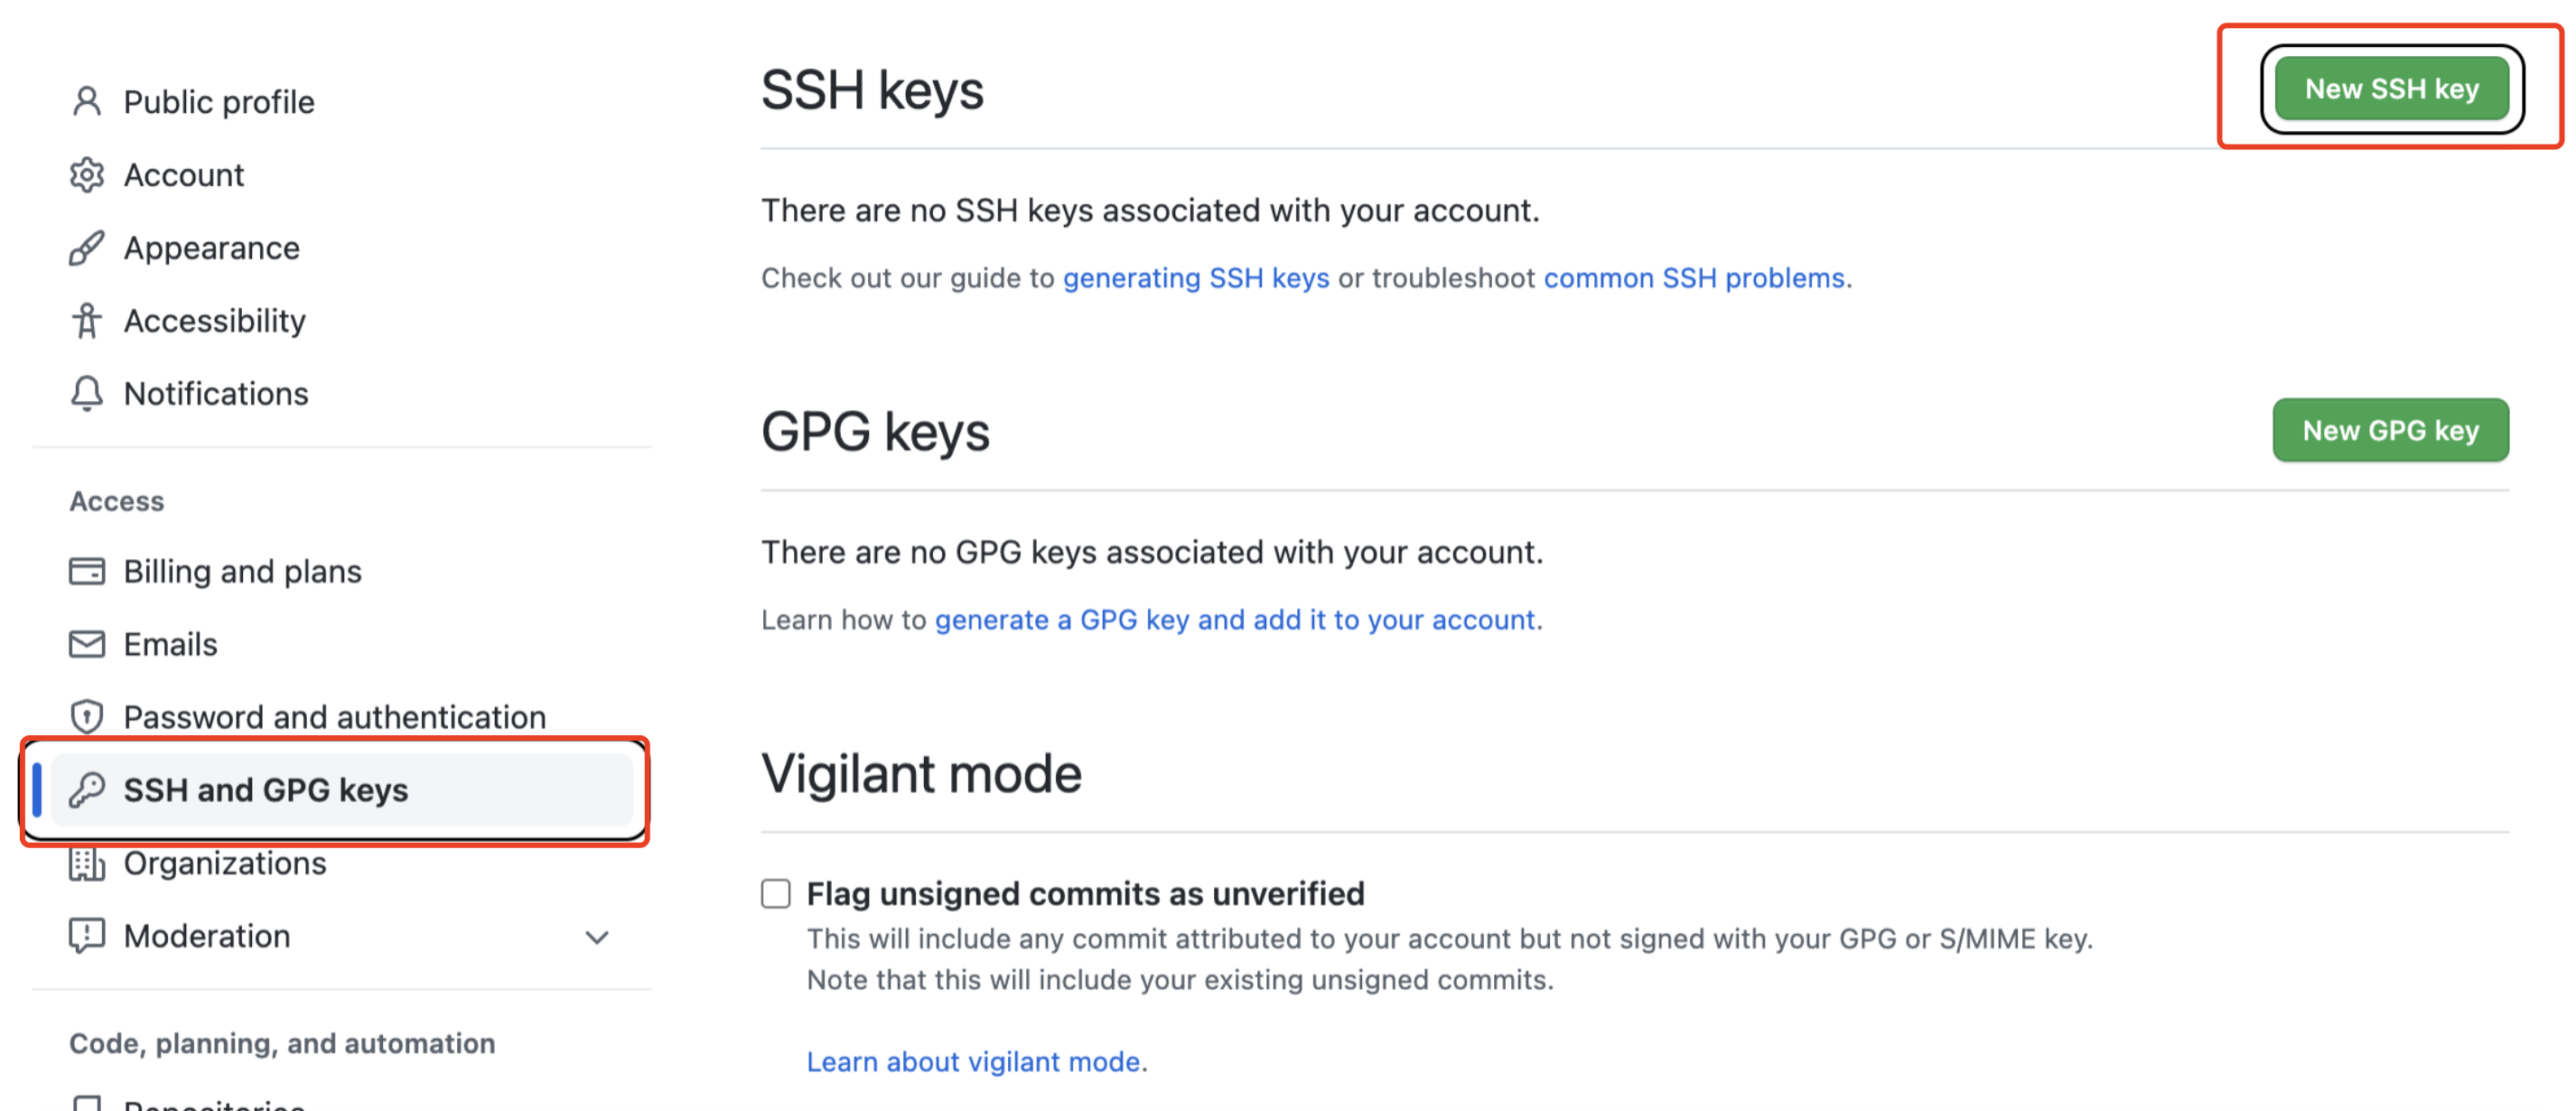 Public profile
Account
Appearance
Accessibility
Notifications
Access
Billing and plans
Emails
Password and authentication
SSH and GPG keys
Organizations
Moderation
Code, planning, and automation
Repositories
SSH keys
New SSH key
There are no SSH keys associated with your account.
Check out our guide to generating SSH keys or troubleshoot common SSH problems.
GPG keys
New GPG key
There are no GPG keys associated with your account.
Learn how to generate a GPG key and add it to your account.
Vigilant mode
Flag unsigned commits as unverified
This will include any commit attributed to your account but not signed with your GPG or S/MIME key.
Note that this will include your existing unsigned commits.
Learn about vigilant mode.